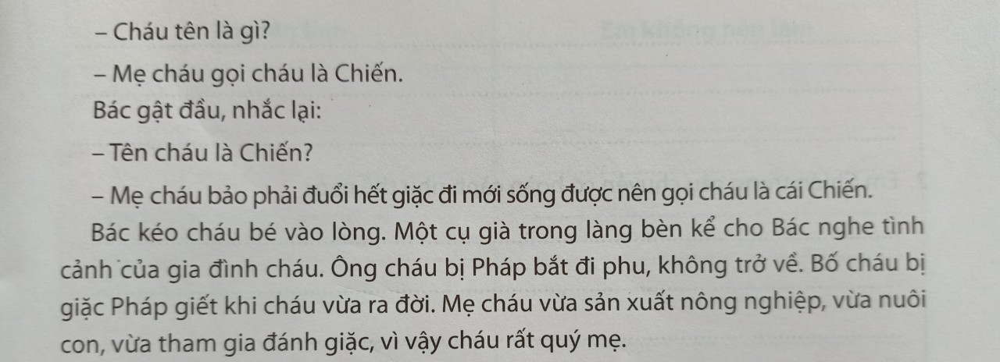 – Cháu tên là gì?
– Mẹ cháu gọi cháu là Chiến.
Bác gật đầu, nhắc lại:
– Tên cháu là Chiến?
– Mẹ cháu bảo phải đuổi hết giặc đi mới sống được nên gọi cháu là cái Chiến.
Bác kéo cháu bé vào lòng. Một cụ già trong làng bèn kể cho Bác nghe tình
cảnh của gia đình cháu. Ông cháu bị Pháp bắt đi phu, không trở về. Bố cháu bị
giặc Pháp giết khi cháu vừa ra đời. Mẹ cháu vừa sản xuất nông nghiệp, vừa nuôi
con, vừa tham gia đánh giặc, vì vậy cháu rất quý mẹ.